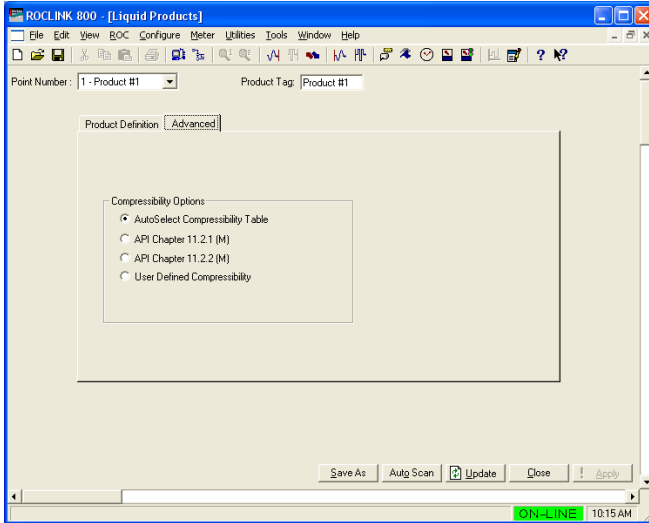 ROCLINK 800 - [Liquid Products]
File Edit View ROC Configure Meter Utilities Tools Window Help
Point Number : 1 - Product #1 Product Tag: Product #1
Product Definition Advanced
Compressibility Options
AutoSelect Compressibility Table
API Chapter 11.2.1 (M)
API Chapter 11.2.2 (M)
User Defined Compressibility
Save As Auto Scan Update Close ! Apply
ON-LINE 10:15 AM